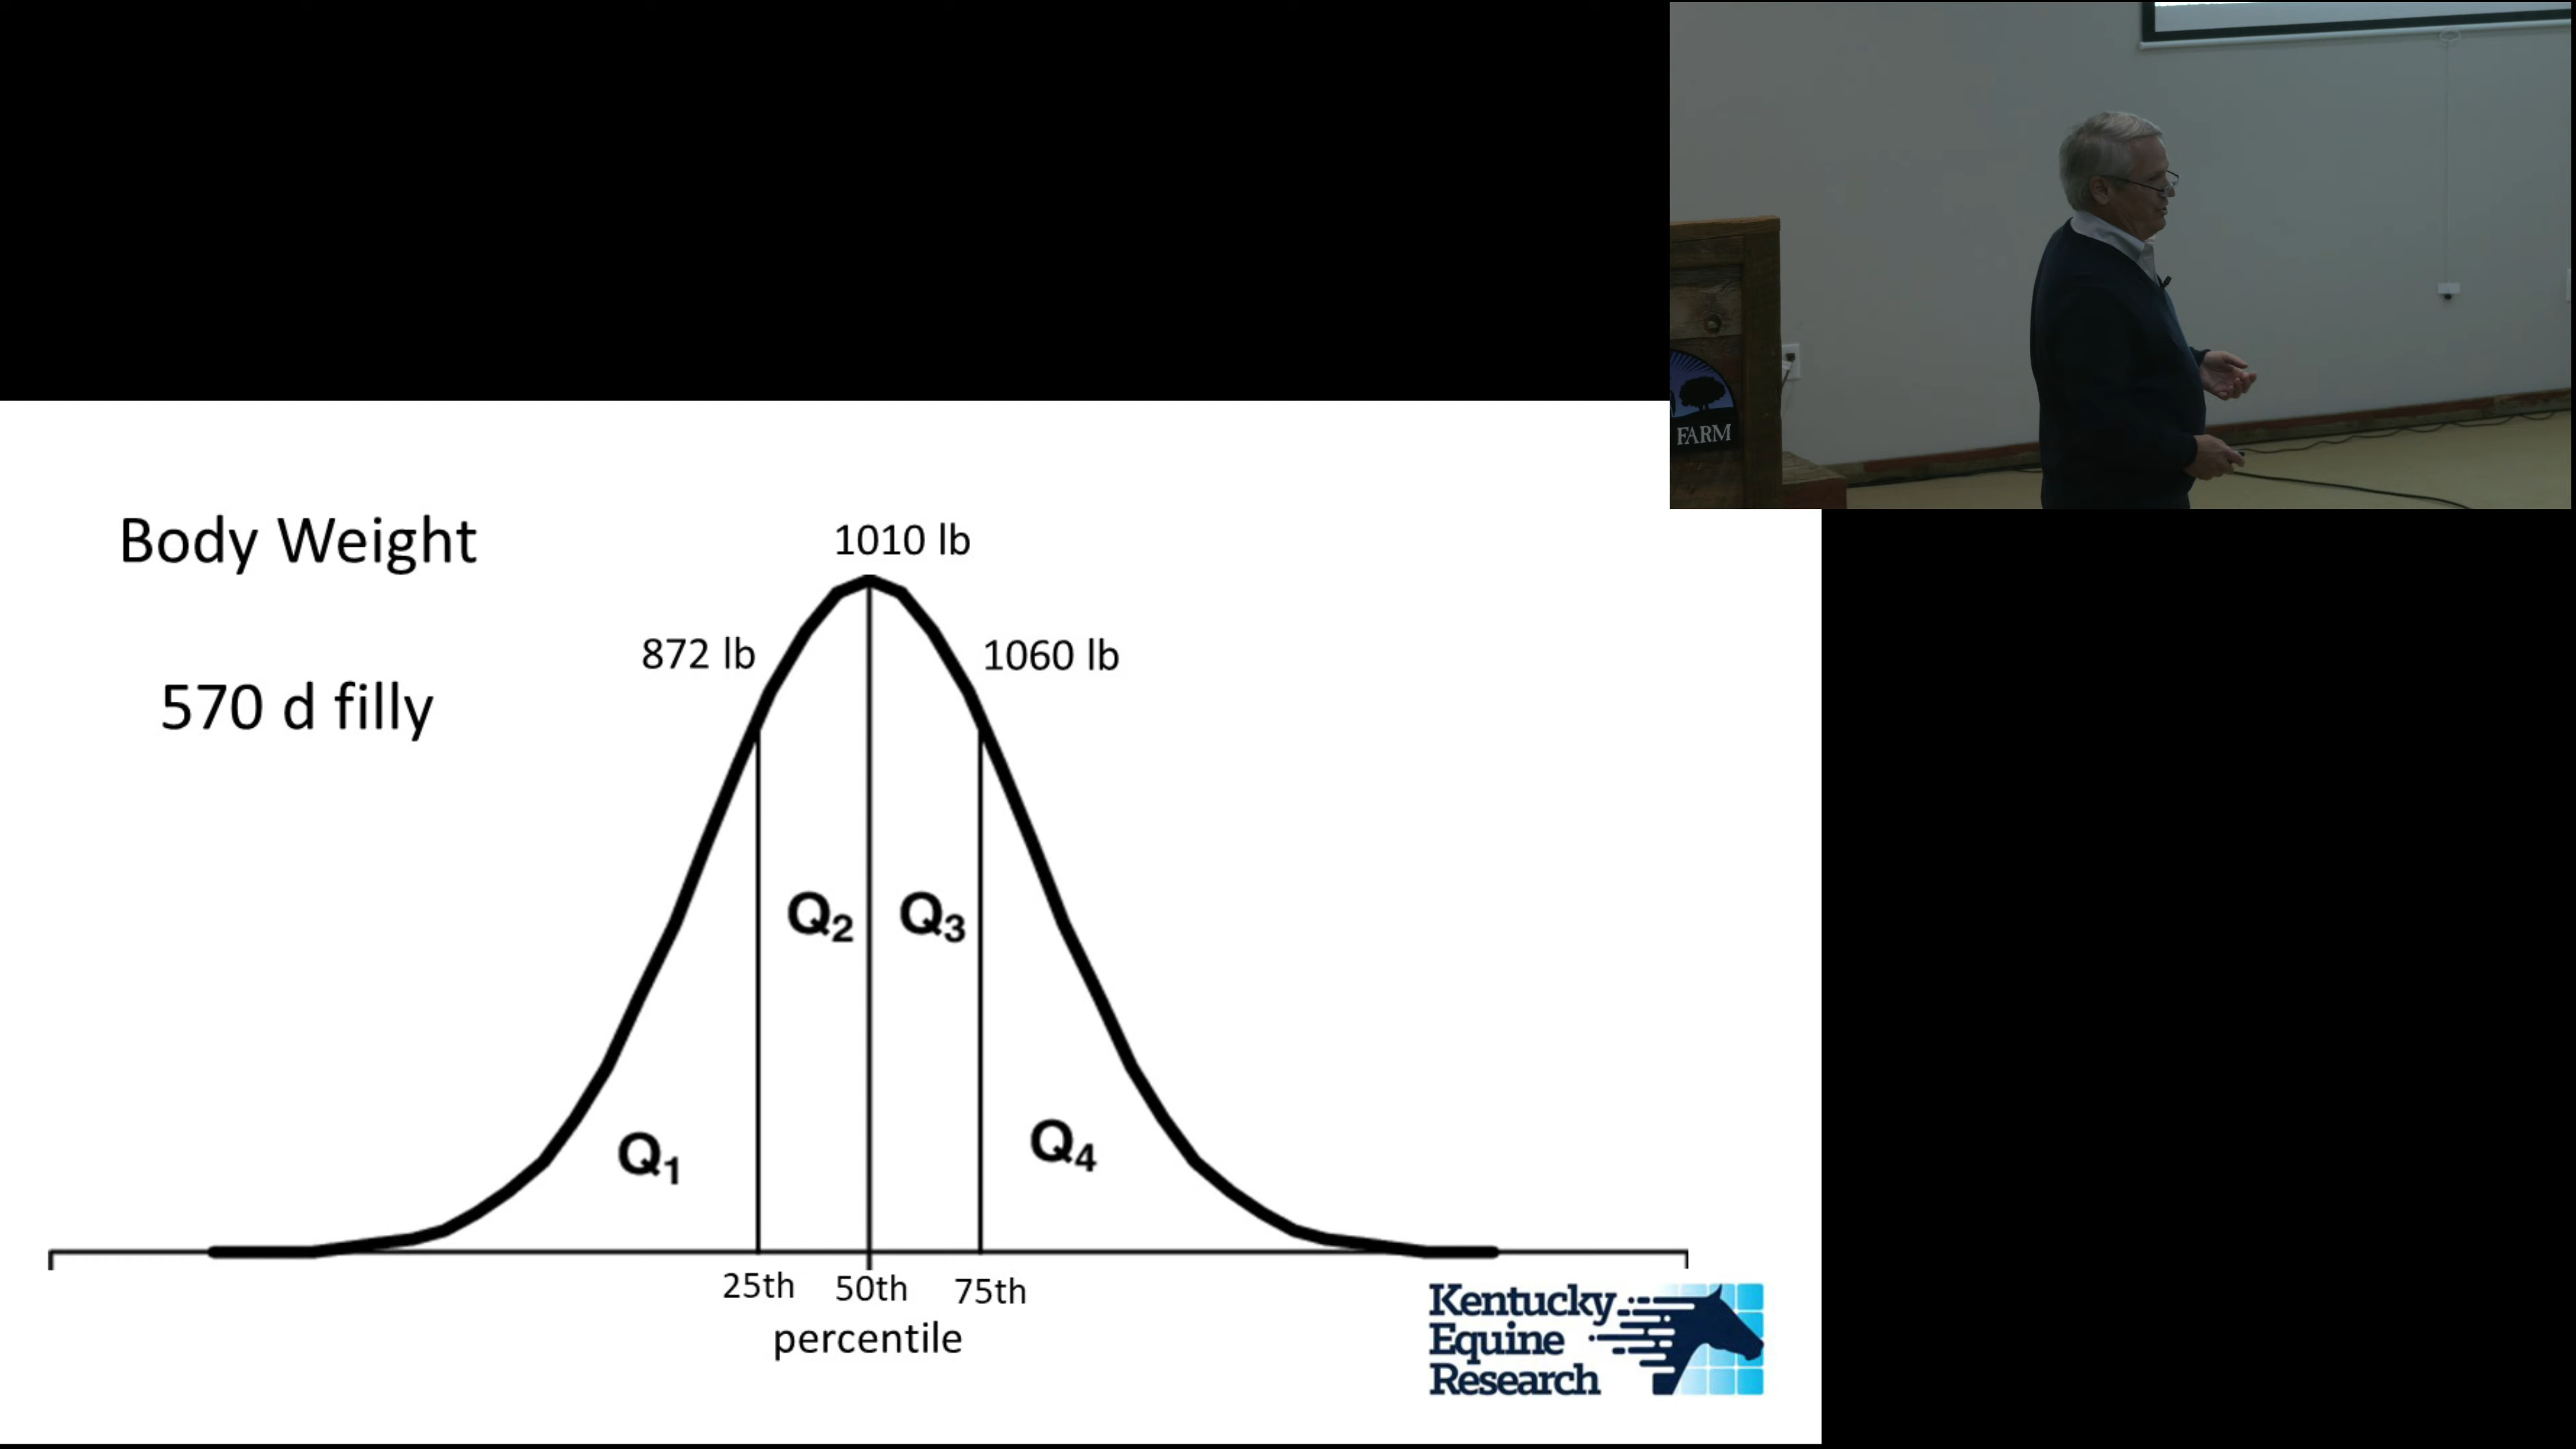 FARM
Body Weight
570 d filly
1010 lb
872 lb
1060 lb
Q2
Q3
Q1
Q4
25th
50th
75th
percentile
Kentucky
Equine
Research